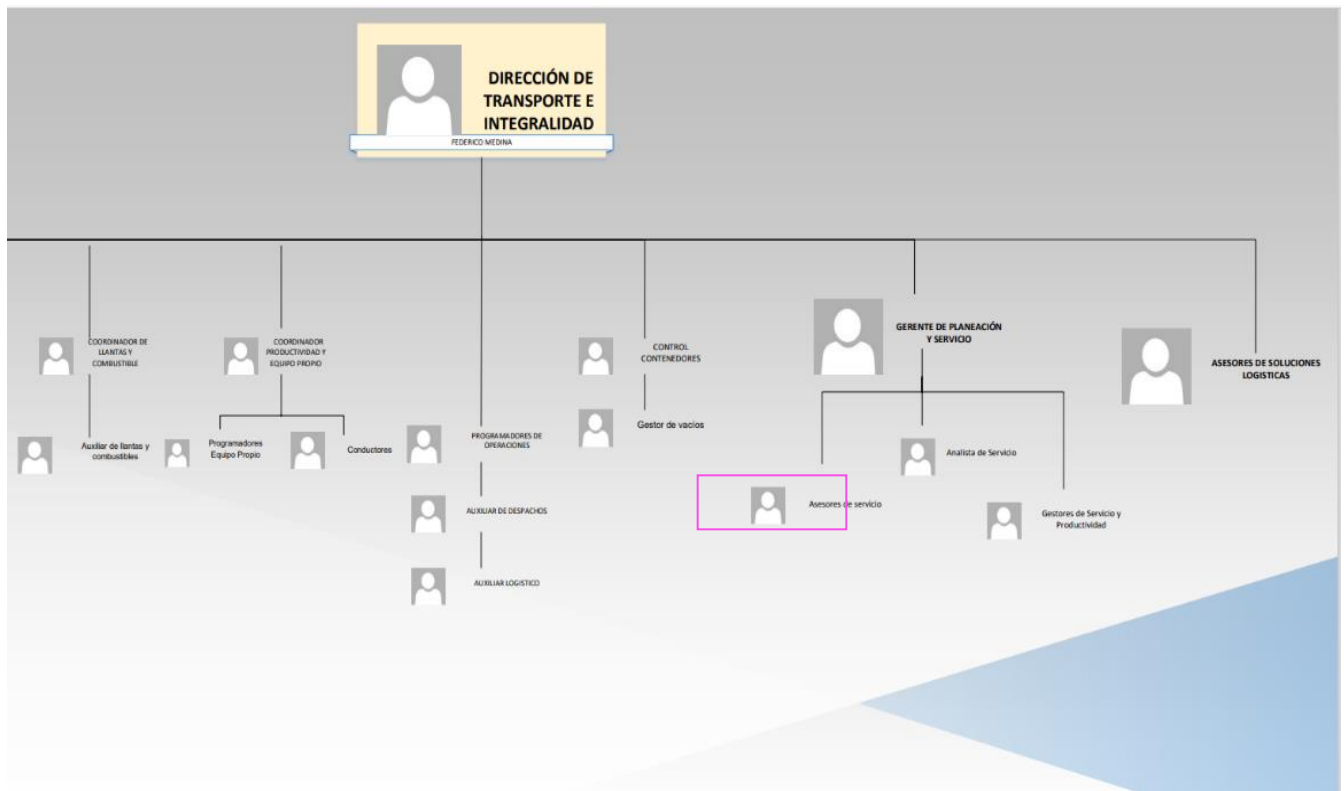 DIRECCIÓN DE
TRANSPORTE E
INTEGRALIDAD
FEDERICO MEDINA
COORDINADOR DE
LLANTAS Y
COMBUSTIBLE
Auxiliar de llantas y
combustibles
COORDINADOR
PRODUCTIVIDAD Y
EQUIPO PROPIO
Programadores
Equipo Propio
Conductores
PROGRAMADORES DE
OPERACIONES
AUXILIAR DE DESPACHOS
AUXILIAR LOGISTICO
CONTROL
CONTENEDORES
Gestor de vacios
GERENTE DE PLANEACIÓN
Y SERVICIO
Asesores de servicio
Analista de Servicio
Gestores de Servicio y
Productividad
ASESORES DE SOLUCIONES
LOGISTICAS